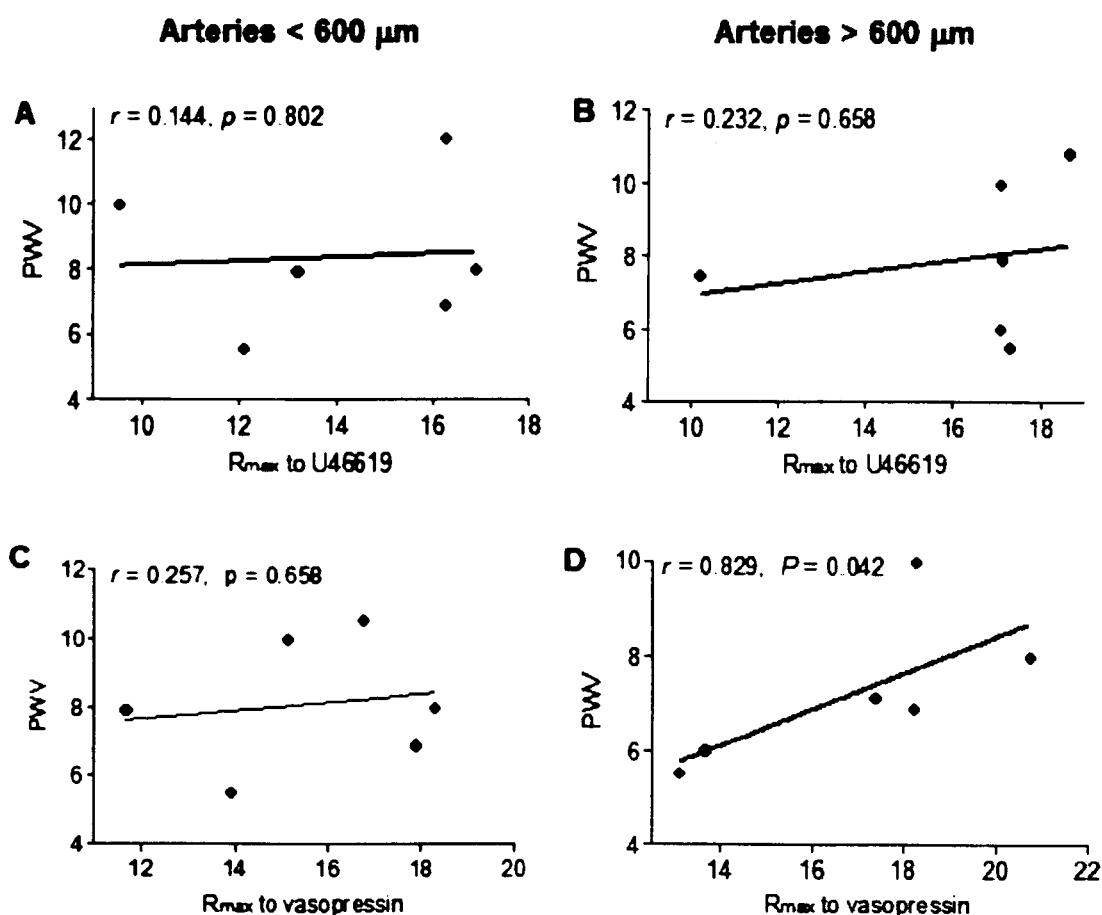 Arteries < 600 µm
Arteries > 600 µm
A
r = 0.144, p = 0.802
PWV
12
10
8
6
4
10
12
14
16
18
Rmax to U46619
B
r = 0.232, p = 0.658
PWV
12
10
8
6
4
10
12
14
16
18
Rmax to U46619
C
r = 0.257, p = 0.658
PWV
12
10
8
6
4
12
14
16
18
20
Rmax to vasopressin
D
r = 0.829, P = 0.042
PWV
10
8
6
4
14
16
18
20
22
Rmax to vasopressin